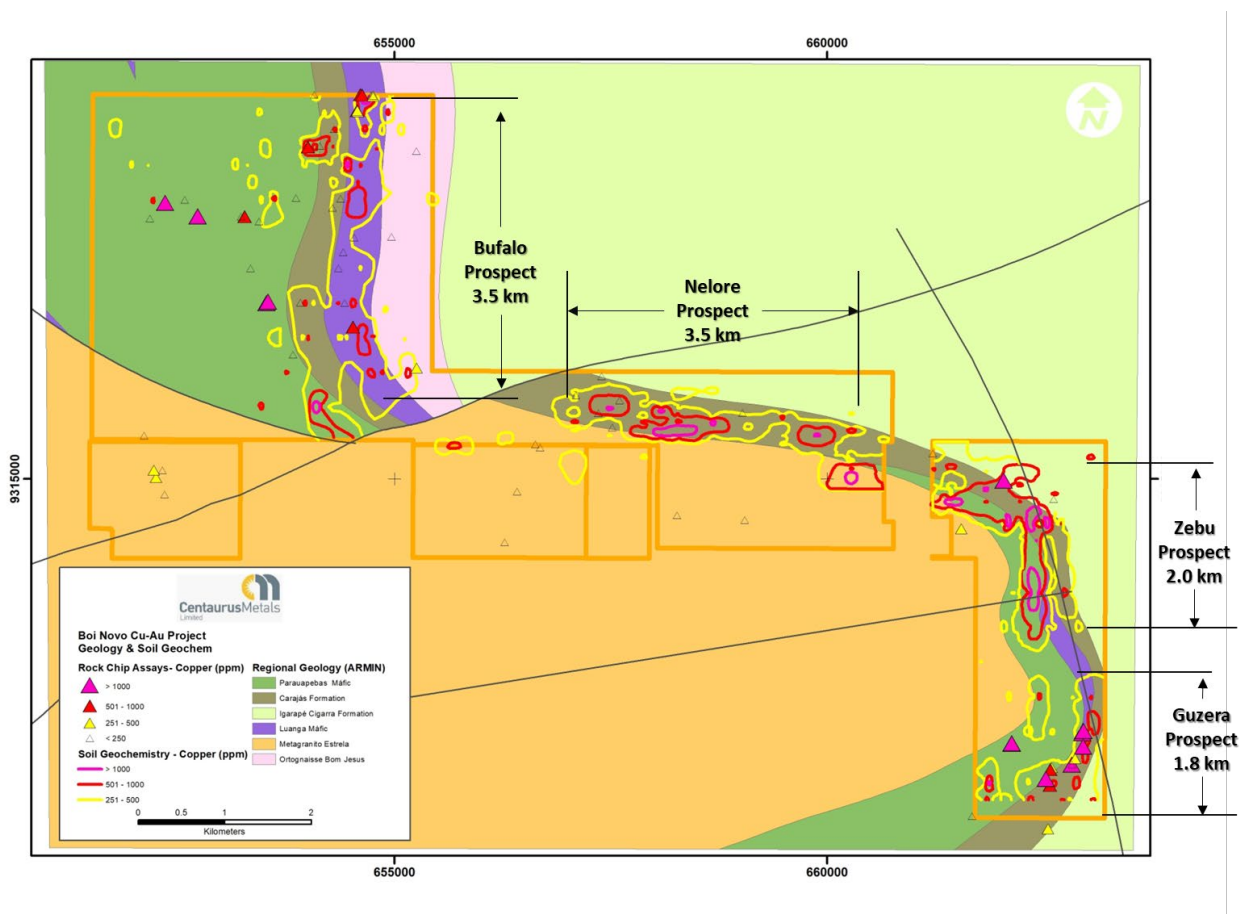 655000
660000
N
Bufalo
Prospect
3.5 km
Nelore
Prospect
3.5 km
9315000
Zebu
Prospect
2.0 km
Guzera
Prospect
1.8 km
CentaurusMetals
Limited
Boi Novo Cu-Au Project
Geology & Soil Geochem
Rock Chip Assays- Copper (ppm)
> 1000
501 - 1000
251 - 500
< 250
Soil Geochemistry - Copper (ppm)
> 1000
501 - 1000
251 - 500
Regional Geology (ARMIN)
Parauapebas Máfic
Carajás Formation
Igarapé Cigarra Formation
Luanga Máfic
Metagranito Estrela
Ortognaisse Bom Jesus
0 0.5 1 2
Kilometers
655000
660000